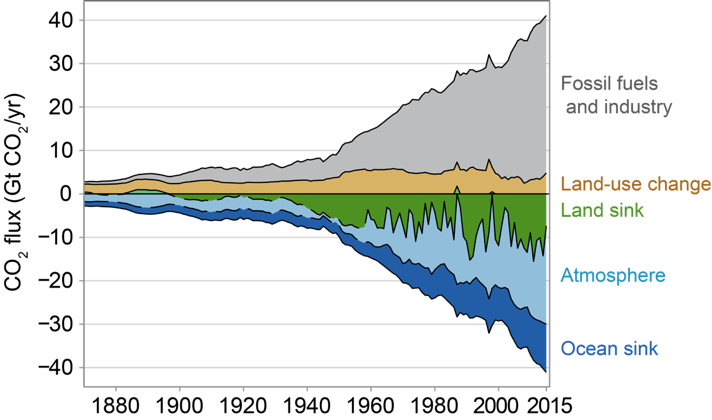 40
30
20
10
0
−10
−20
−30
−40
CO₂ flux (Gt CO₂/yr)
1880 1900 1920 1940 1960 1980 2000 2015
Fossil fuels
and industry
Land-use change
Land sink
Atmosphere
Ocean sink